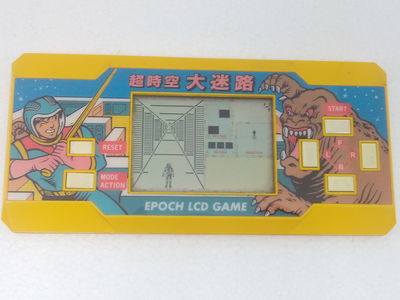 超時空 大迷路
START
RESET
F
L R
B
MODE
ACTION
EPOCH LCD GAME